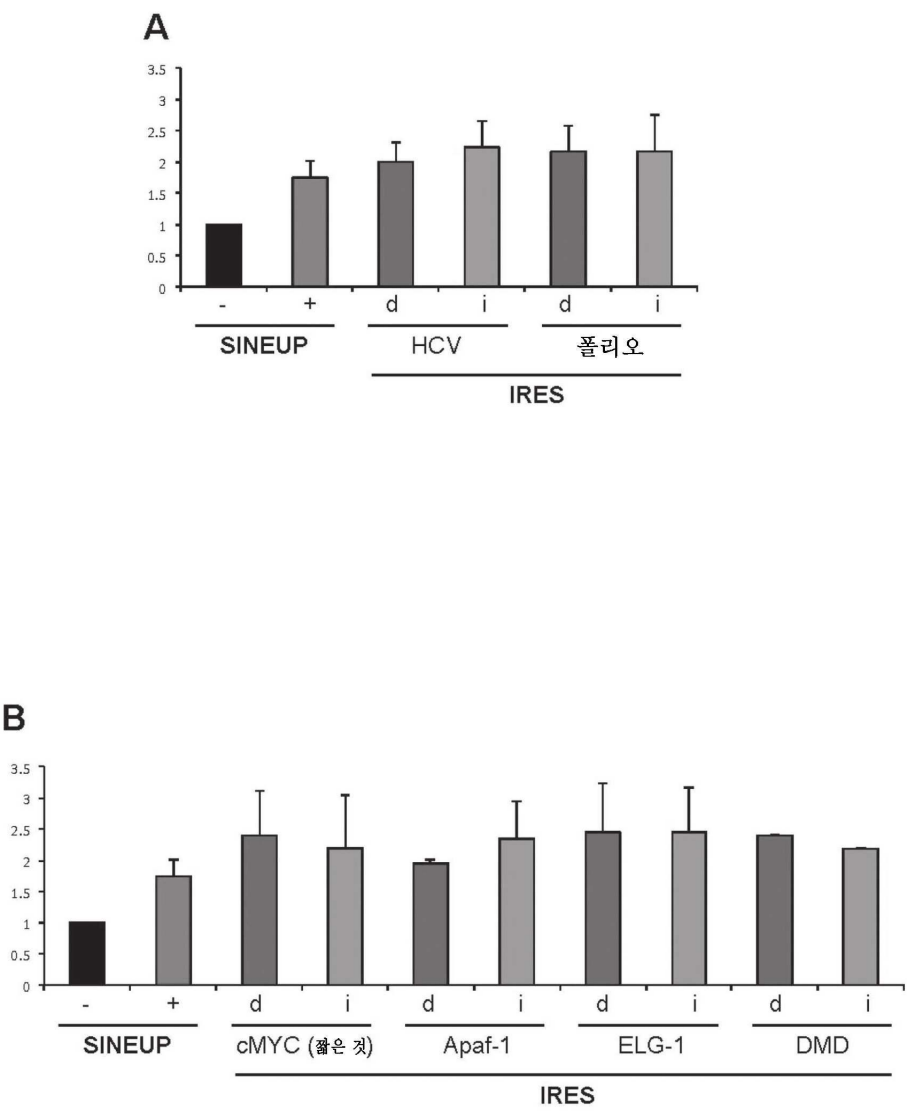 A
3.5
3
2.5
2
1.5
1
0.5
0
- + d i d i
SINEUP HCV 폴리오
IRES
B
3.5
3
2.5
2
1.5
1
0.5
0
- + d i d i d i d i
SINEUP cMYC (짧은 것) Apaf-1 ELG-1 DMD
IRES